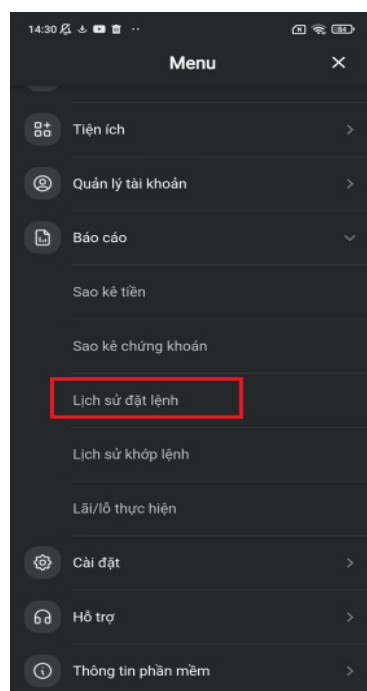 14:30
54
Menu
Tiện ích
Quản lý tài khoản
Báo cáo
Sao kê tiền
Sao kê chứng khoán
Lịch sử đặt lệnh
Lịch sử khớp lệnh
Lãi/lỗ thực hiện
Cài đặt
Hỗ trợ
Thông tin phần mềm